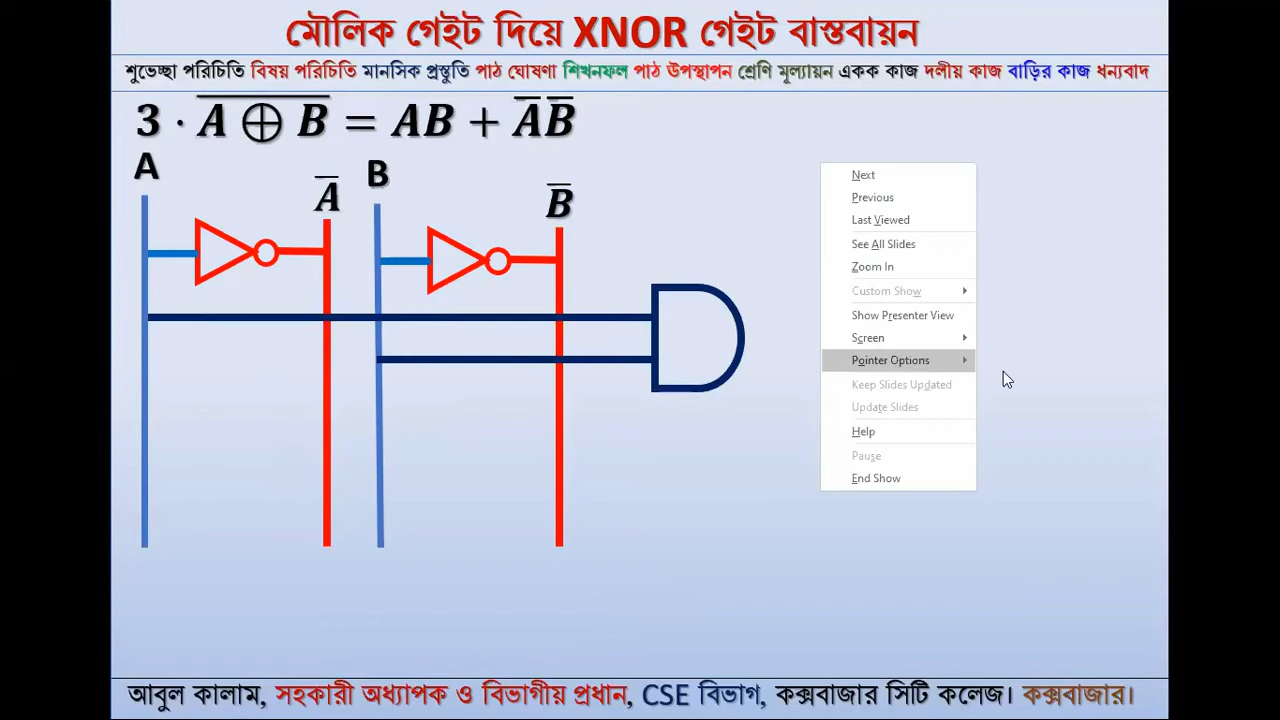 মৌলিক গেইট দিয়ে XNOR গেইট বাস্তবায়ন
শুভেচ্ছা পরিচিতি বিষয় পরিচিতি মানসিক প্রস্তুতি পাঠ ঘোষণা শিখনফল পাঠ উপস্থাপন শ্রেণি মূল্যায়ন একক কাজ দলীয় কাজ বাড়ির কাজ ধন্যবাদ
3 · \overline{A ⊕ B} = AB + A̅B̅
A
A̅
B
B̅
Next
Previous
Last Viewed
See All Slides
Zoom In
Custom Show
Show Presenter View
Screen
Pointer Options
Keep Slides Updated
Update Slides
Help
Pause
End Show
আবুল কালাম, সহকারী অধ্যাপক ও বিভাগীয় প্রধান, CSE বিভাগ, কক্সবাজার সিটি কলেজ। কক্সবাজার।